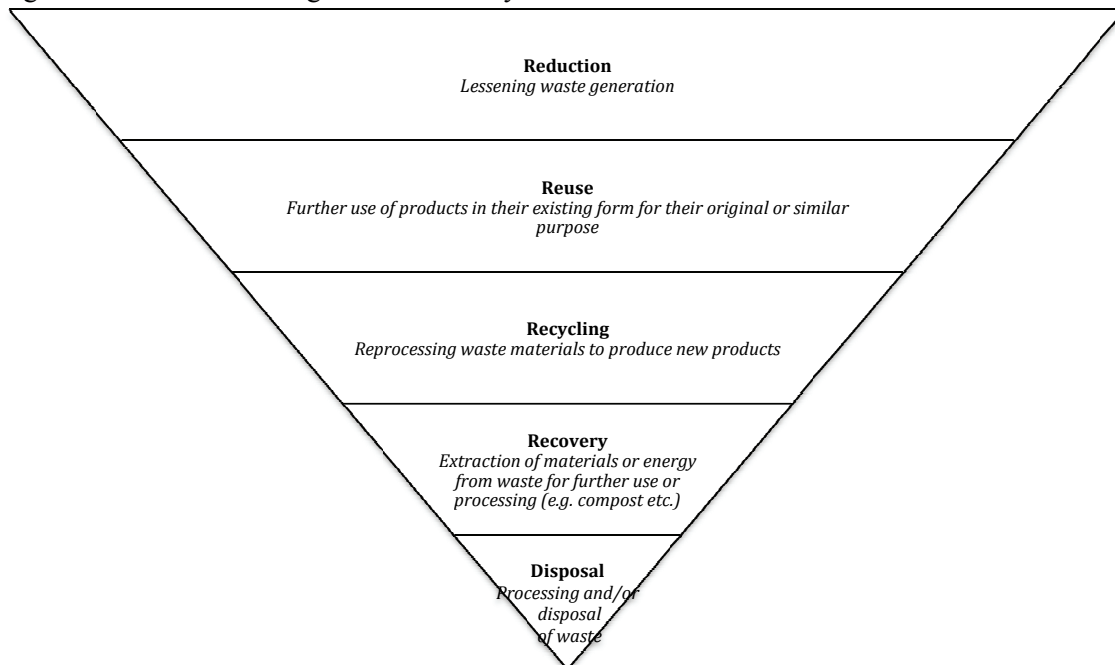 Reduction
Lessening waste generation
Reuse
Further use of products in their existing form for their original or similar
purpose
Recycling
Reprocessing waste materials to produce new products
Recovery
Extraction of materials or energy
from waste for further use or
processing (e.g. compost etc.)
Disposal
Processing and/or
disposal
of waste